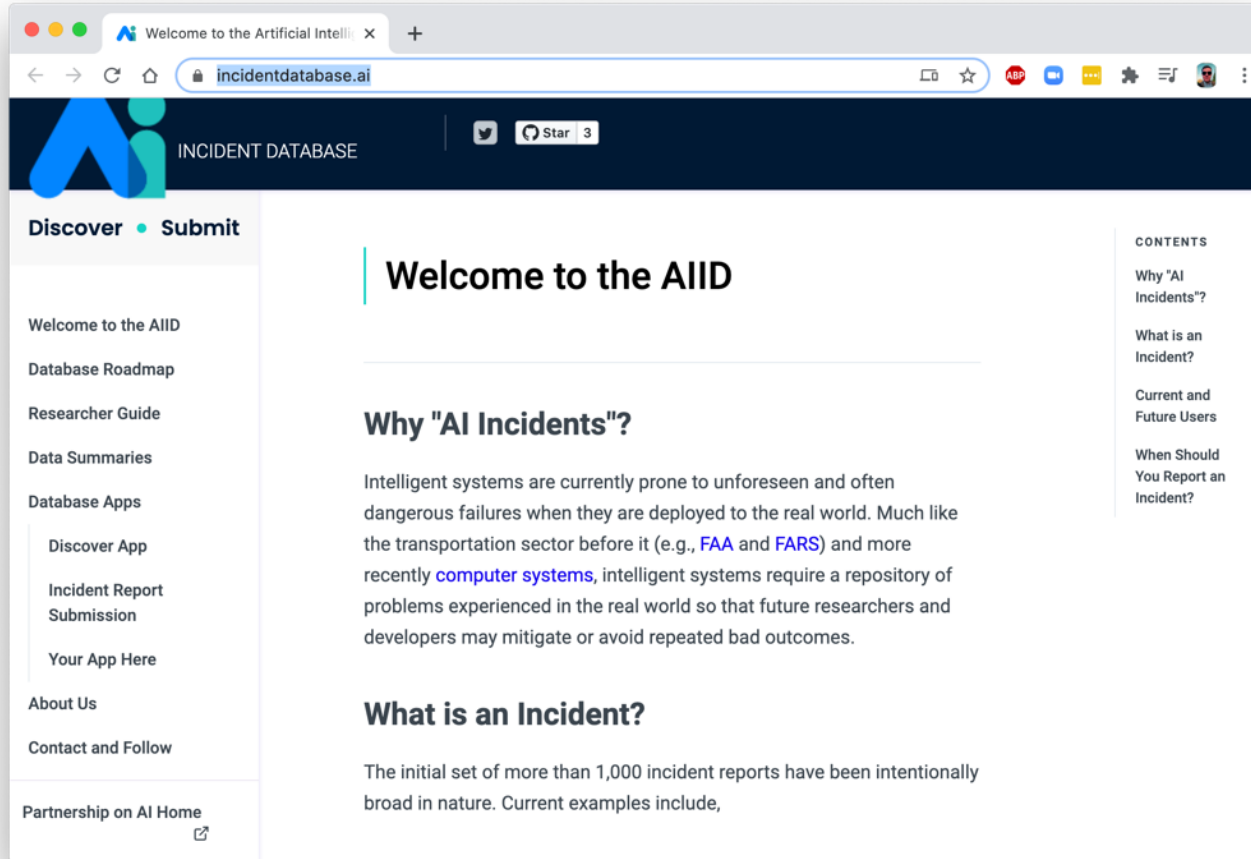 Welcome to the Artificial Intelli
incidentdatabase.ai
ABP
Ai
INCIDENT DATABASE
Star 3
Discover • Submit
Welcome to the AIID
Database Roadmap
Researcher Guide
Data Summaries
Database Apps
Discover App
Incident Report
Submission
Your App Here
About Us
Contact and Follow
Partnership on AI Home
Welcome to the AIID
Why "AI Incidents"?
Intelligent systems are currently prone to unforeseen and often
dangerous failures when they are deployed to the real world. Much like
the transportation sector before it (e.g., FAA and FARS) and more
recently computer systems, intelligent systems require a repository of
problems experienced in the real world so that future researchers and
developers may mitigate or avoid repeated bad outcomes.
What is an Incident?
The initial set of more than 1,000 incident reports have been intentionally
broad in nature. Current examples include,
CONTENTS
Why "AI
Incidents"?
What is an
Incident?
Current and
Future Users
When Should
You Report an
Incident?